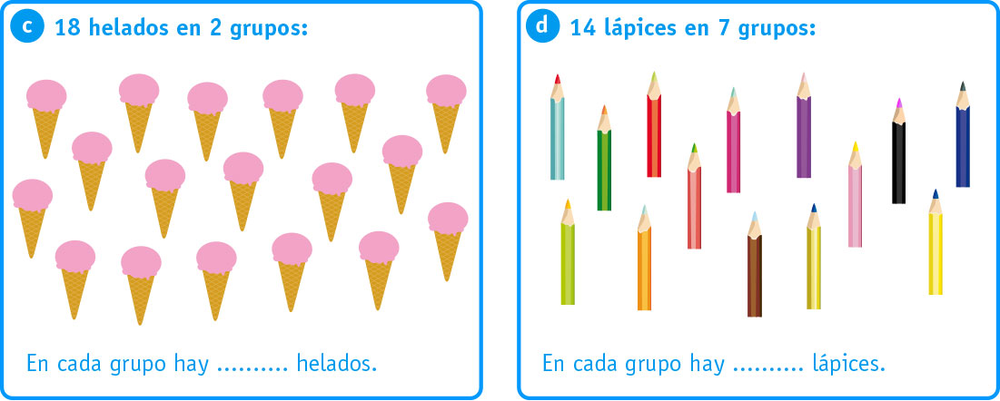 c 18 helados en 2 grupos:
En cada grupo hay .......... helados.
d 14 lápices en 7 grupos:
En cada grupo hay .......... lápices.